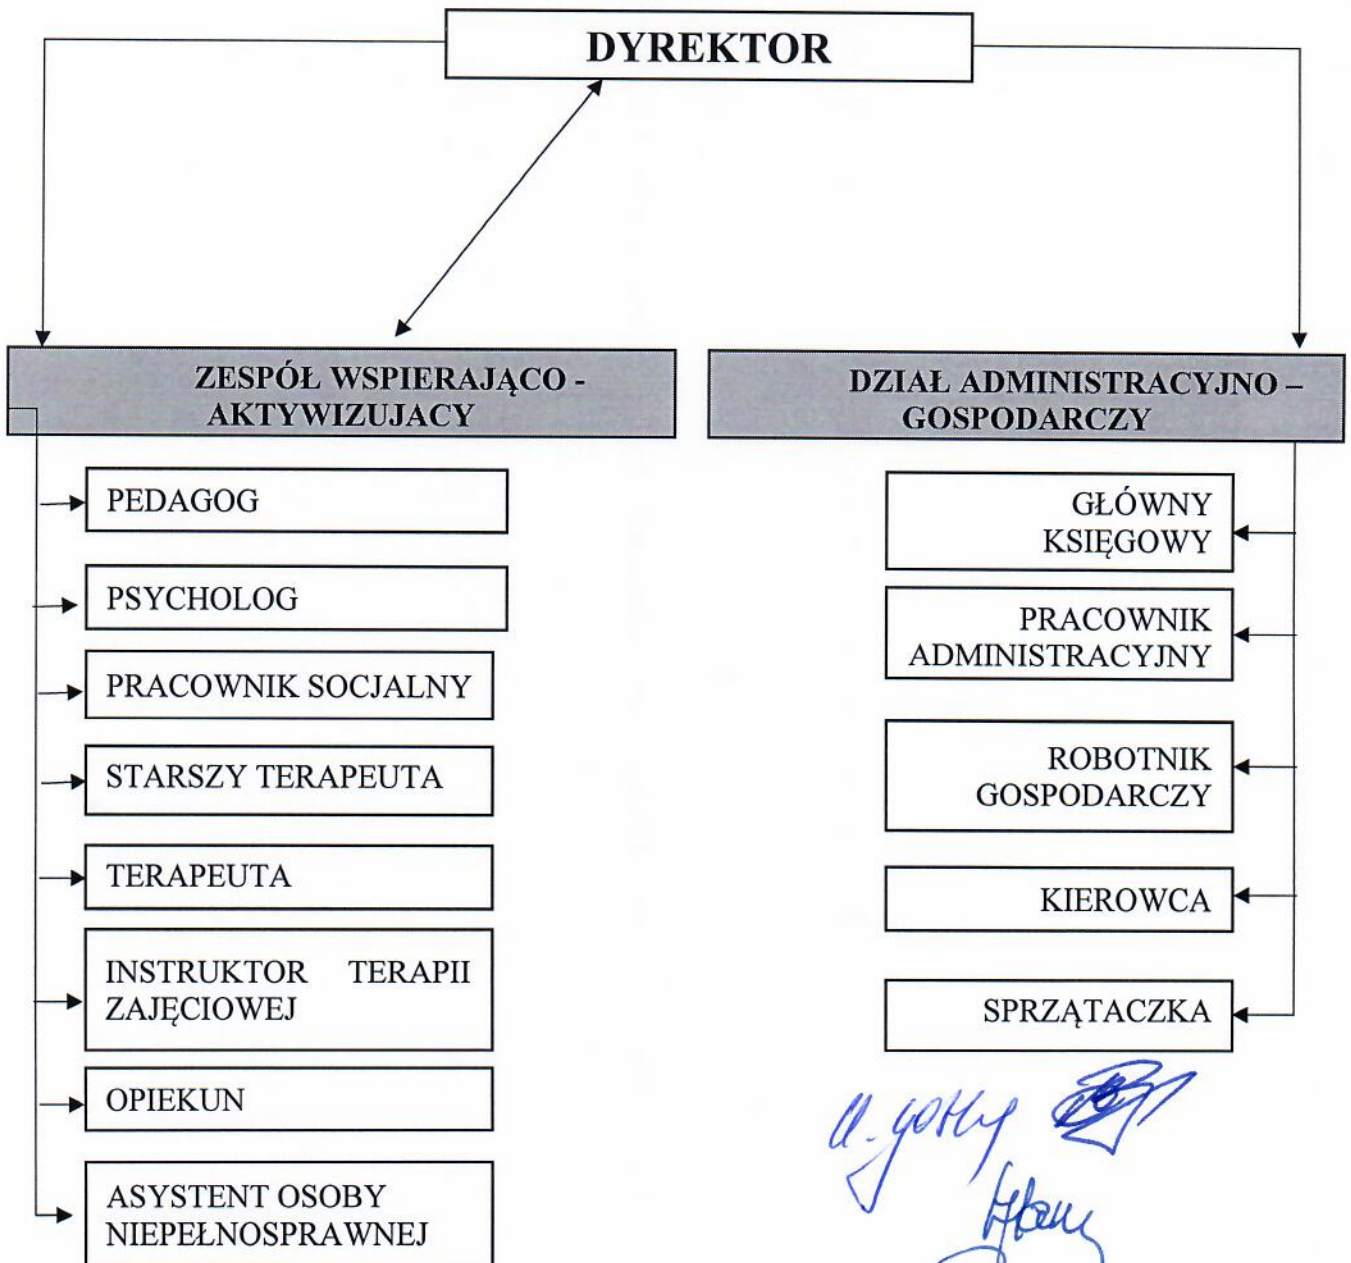 DYREKTOR
ZESPÓŁ WSPIERAJĄCO -
AKTYWIZUJACY
PEDAGOG
PSYCHOLOG
PRACOWNIK SOCJALNY
STARSZY TERAPEUTA
TERAPEUTA
INSTRUKTOR TERAPII
ZAJĘCIOWEJ
OPIEKUN
ASYSTENT OSOBY
NIEPEŁNOSPRAWNEJ
DZIAŁ ADMINISTRACYJNO –
GOSPODARCZY
GŁÓWNY
KSIĘGOWY
PRACOWNIK
ADMINISTRACYJNY
ROBOTNIK
GOSPODARCZY
KIEROWCA
SPRZĄTACZKA